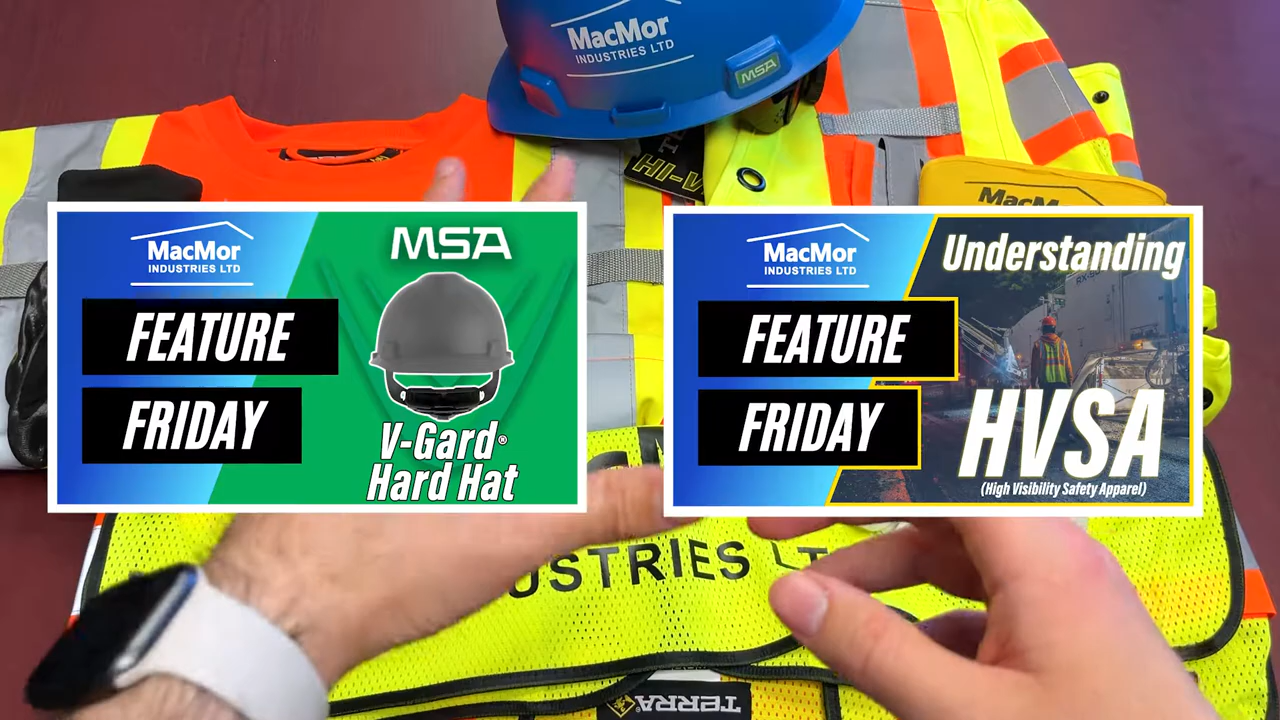 MacMor
INDUSTRIES LTD
MSA
HI-V
MacMor
MacMor
INDUSTRIES LTD
FEATURE
FRIDAY
MSA
V-Gard®
Hard Hat
MacMor
INDUSTRIES LTD
FEATURE
FRIDAY
Understanding
HVSA
(High Visibility Safety Apparel)
USTRIES LT
TERRA